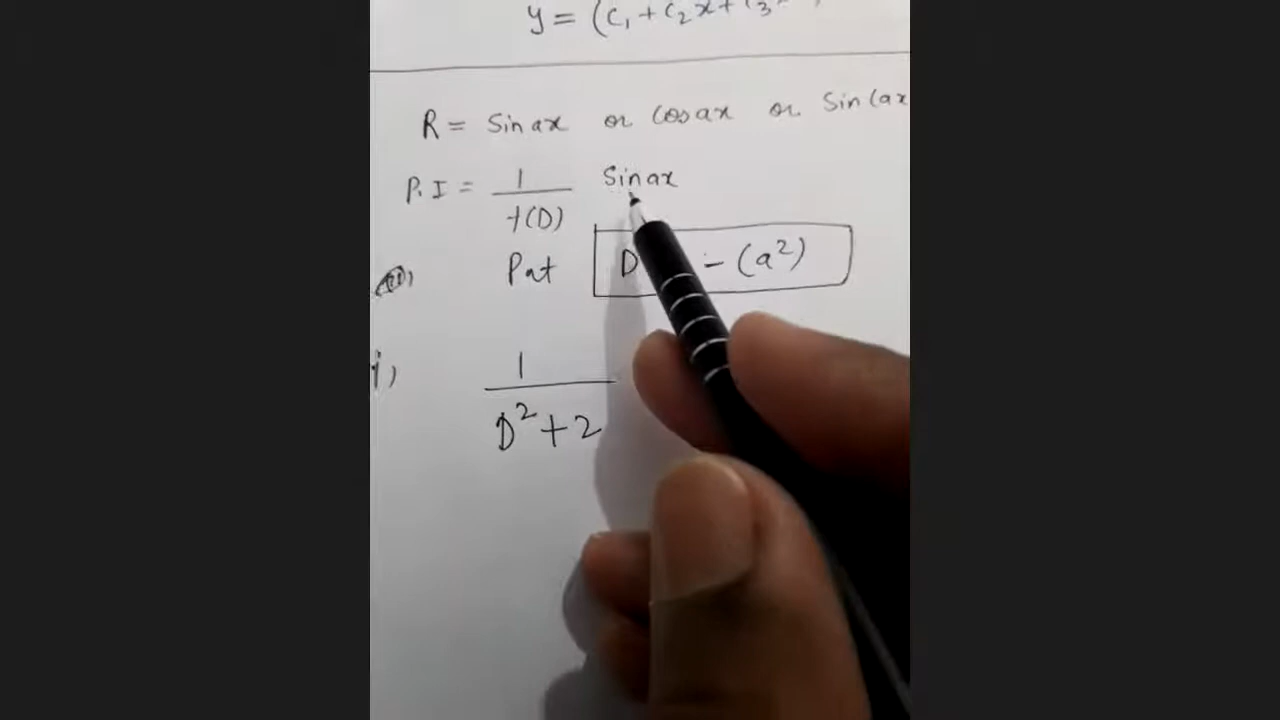 y = (C₁ + C₂x +
R = Sin ax or Cos ax or Sin(ax
P.I = 1/f(D) Sin ax
Put D = -(a²)
i) 1/(D²+2)